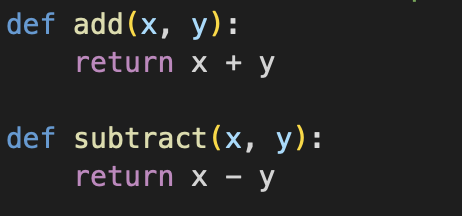 def add(x, y):
    return x + y

def subtract(x, y):
    return x - y